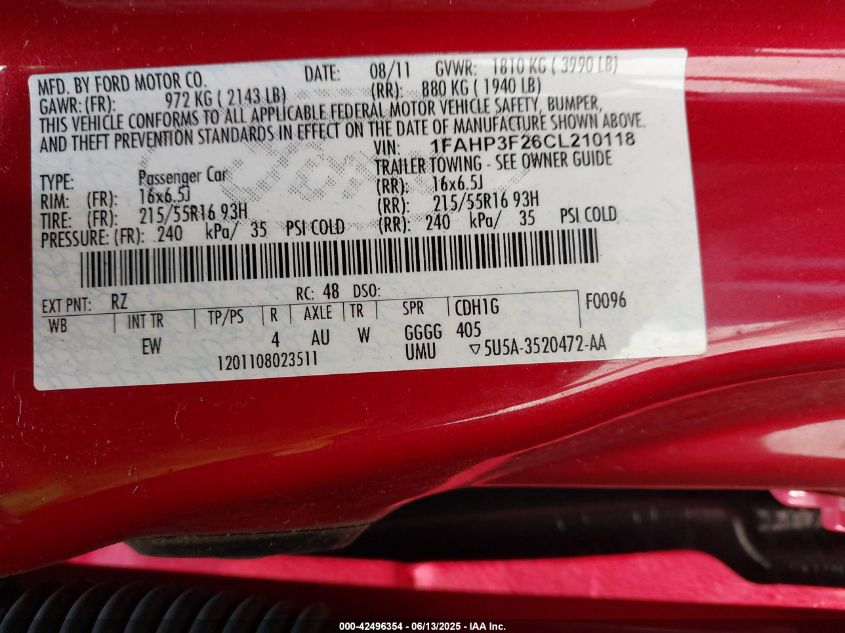 MFD. BY FORD MOTOR CO. DATE: 08/11 GVWR: 1810 KG ( 3990 LB)
GAWR:(FR): 972 KG ( 2143 LB) (RR): 880 KG ( 1940 LB)
THIS VEHICLE CONFORMS TO ALL APPLICABLE FEDERAL MOTOR VEHICLE SAFETY, BUMPER,
AND THEFT PREVENTION STANDARDS IN EFFECT ON THE DATE OF MANUFACTURE SHOWN ABOVE.
VIN: 1FAHP3F26CL210118
TYPE: Passenger Car TRAILER TOWING - SEE OWNER GUIDE
RIM: (FR): 16x6.5J (RR): 16x6.5J
TIRE: (FR): 215/55R16 93H (RR): 215/55R16 93H
PRESSURE: (FR): 240 kPa/ 35 PSI COLD (RR): 240 kPa/ 35 PSI COLD
EXT PNT: RZ RC: 48 DSO: F0096
WB INT TR TP/PS R AXLE TR SPR CDH1G
EW 4 AU W GGGG 405
1201108023511 UMU ▽5U5A-3520472-AA
000-42496354 - 06/13/2025 - IAA Inc.